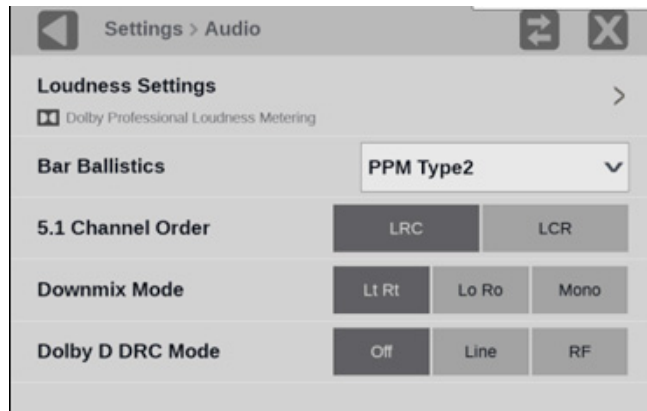 Settings > Audio
Loudness Settings
Dolby Professional Loudness Metering
Bar Ballistics PPM Type2
5.1 Channel Order LRC LCR
Downmix Mode Lt Rt Lo Ro Mono
Dolby D DRC Mode Off Line RF